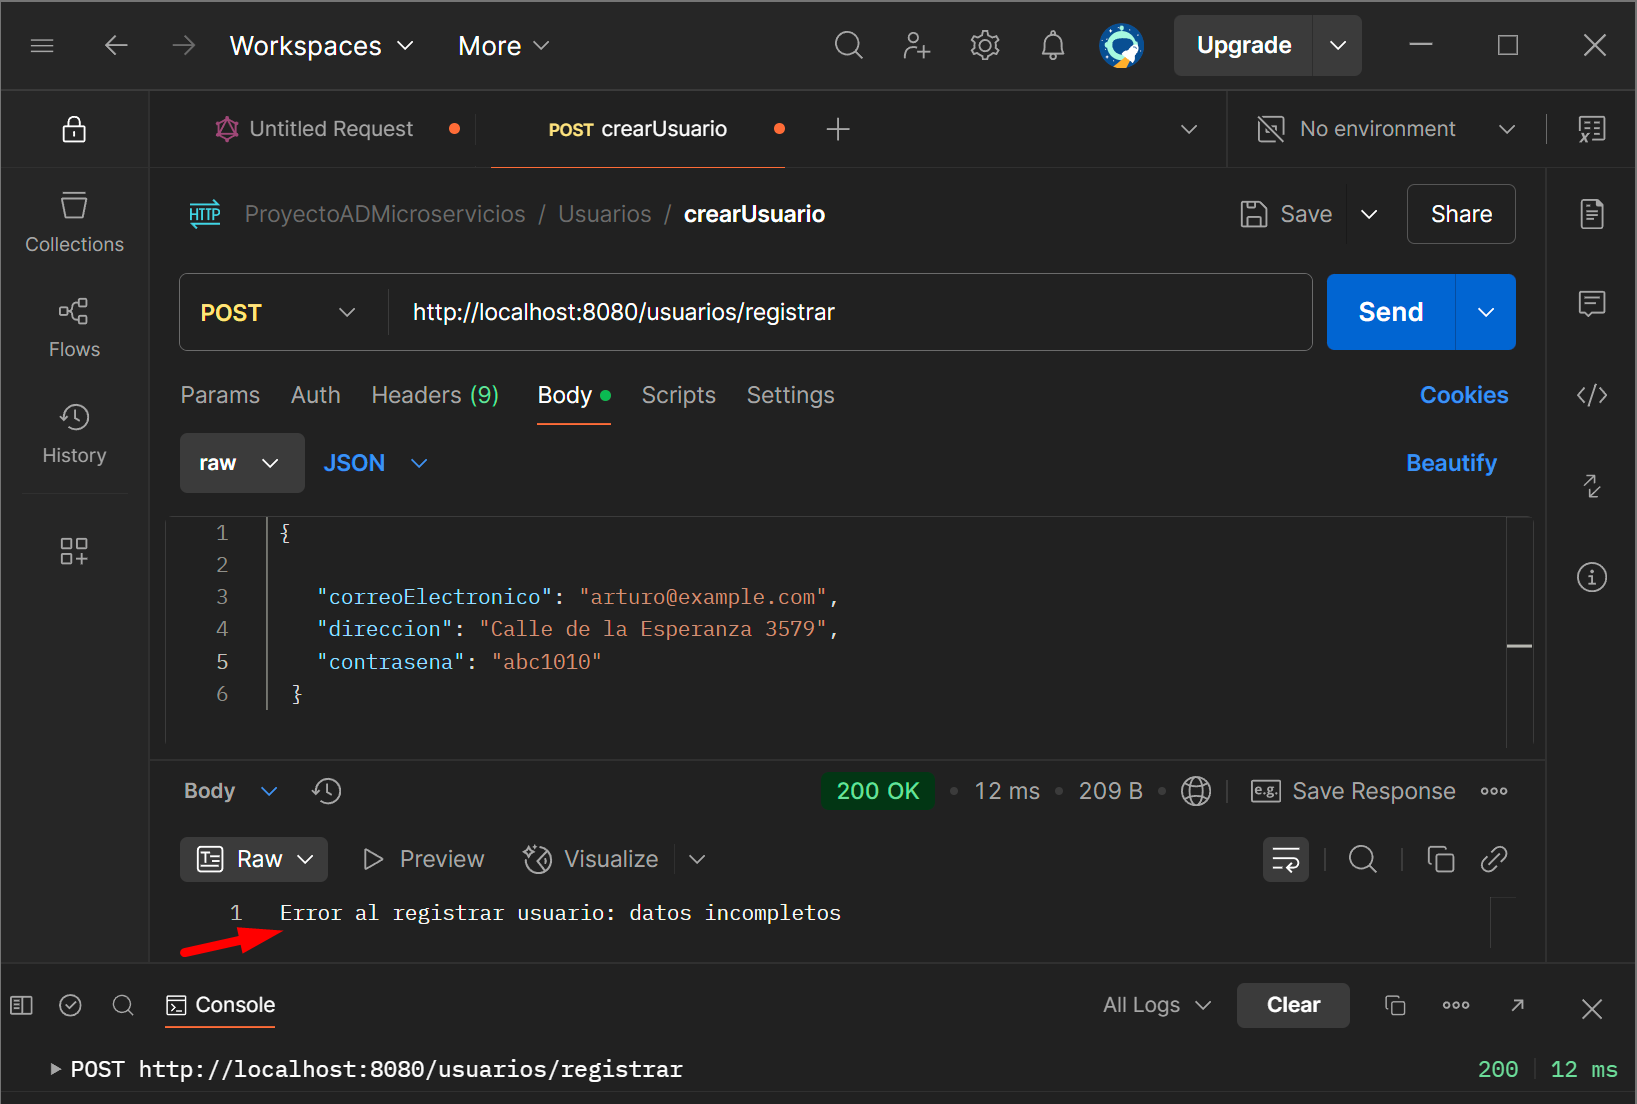 Workspaces More Upgrade
Untitled Request POST crearUsuario No environment
HTTP ProyectoADMicroservicios / Usuarios / crearUsuario Save Share
Collections
POST http://localhost:8080/usuarios/registrar Send
Flows
Params Auth Headers (9) Body Scripts Settings Cookies
History
raw JSON Beautify
1 {
2
3 "correoElectronico": "arturo@example.com",
4 "direccion": "Calle de la Esperanza 3579",
5 "contrasena": "abc1010"
6 }
Body 200 OK 12 ms 209 B e.g. Save Response
Raw Preview Visualize
1 Error al registrar usuario: datos incompletos
Console All Logs Clear
POST http://localhost:8080/usuarios/registrar 200 12 ms